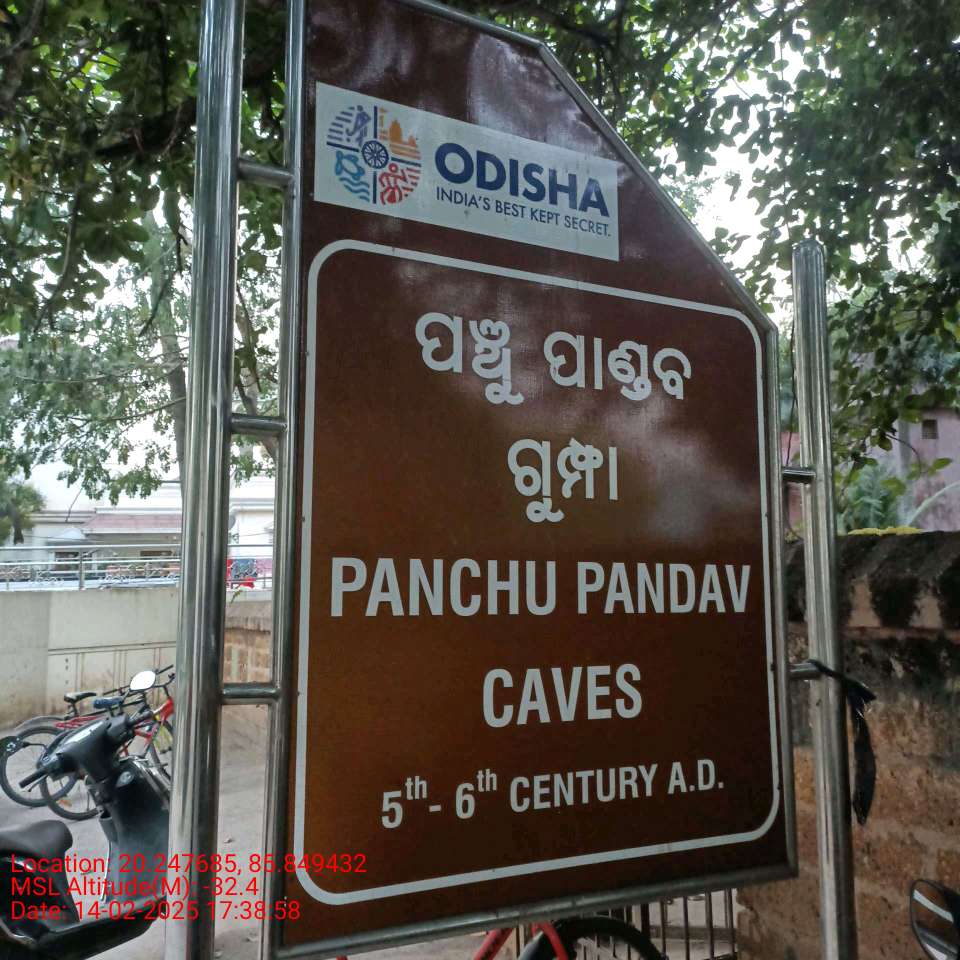 ODISHA
INDIA'S BEST KEPT SECRET.
ପଞ୍ଚୁ ପାଣ୍ଡବ
ଗୁମ୍ଫା
PANCHU PANDAV
CAVES
5th- 6th CENTURY A.D.
Location: 20.247685, 85.849432
MSL Altitude(M): -32.4
Date: 14-02-2025 17:38:58